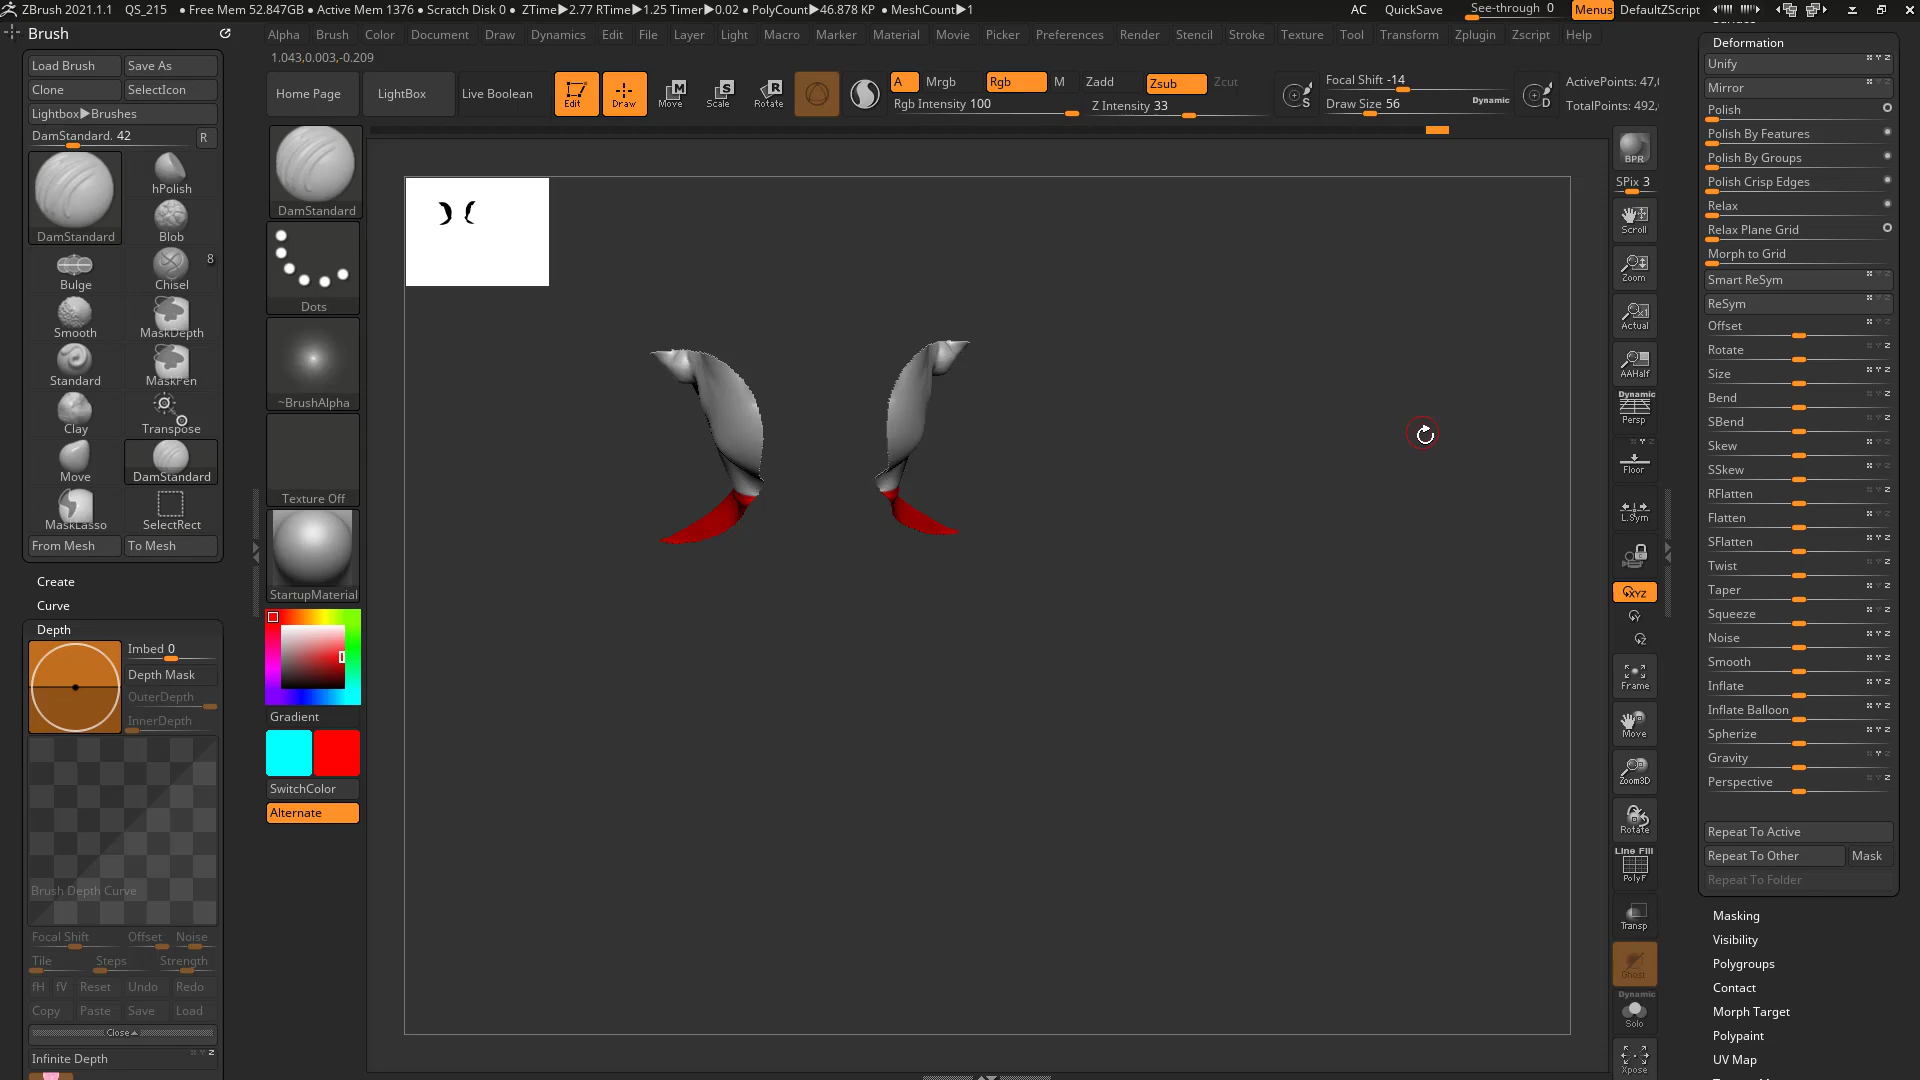 ZBrush 2021.1.1 QS_215 • Free Mem 52.847GB • Active Mem 1376 • Scratch Disk 0 • ZTime▶2.77 RTime▶1.25 Timer▶0.02 • PolyCount▶46.878 KP • MeshCount▶1 AC QuickSave See-through 0 Menus DefaultZScript
Brush
Alpha Brush Color Document Draw Dynamics Edit File Layer Light Macro Marker Material Movie Picker Preferences Render Stencil Stroke Texture Tool Transform Zplugin Zscript Help
1.043,0.003,-0.209
Home Page LightBox Live Boolean Edit Draw Move Scale Rotate
A Mrgb Rgb M Zadd Zsub Zcut
Rgb Intensity 100 Z Intensity 33
Focal Shift -14
Draw Size 56 Dynamic
ActivePoints: 47,
TotalPoints: 492,
S
D
Load Brush Save As
Clone SelectIcon
Lightbox▶Brushes
DamStandard. 42 R
DamStandard
hPolish
Blob
Bulge Chisel 8
Smooth MaskDepth
Standard MaskPen
Clay Transpose
Move DamStandard
MaskLasso SelectRect
From Mesh To Mesh
Create
Curve
Depth
Imbed 0
Depth Mask
OuterDepth
InnerDepth
Brush Depth Curve
Focal Shift Offset Noise
Tile Steps Strength
fH fV Reset Undo Redo
Copy Paste Save Load
Close
Infinite Depth z
DamStandard
Dots
~BrushAlpha
Texture Off
StartupMaterial
Gradient
SwitchColor
Alternate
BPR
SPix 3
Scroll
Zoom
Actual
AAHalf
Dynamic
Persp
Floor
L.Sym
XYZ
Frame
Move
Zoom3D
Rotate
Line Fill
PolyF
Transp
Ghost
Dynamic
Solo
Xpose
Deformation
Unify
Mirror
Polish
Polish By Features
Polish By Groups
Polish Crisp Edges
Relax
Relax Plane Grid
Morph to Grid
Smart ReSym
ReSym
Offset
Rotate
Size
Bend
SBend
Skew
SSkew
RFlatten
Flatten
SFlatten
Twist
Taper
Squeeze
Noise
Smooth
Inflate
Inflate Balloon
Spherize
Gravity
Perspective
Repeat To Active
Repeat To Other Mask
Repeat To Folder
Masking
Visibility
Polygroups
Contact
Morph Target
Polypaint
UV Map